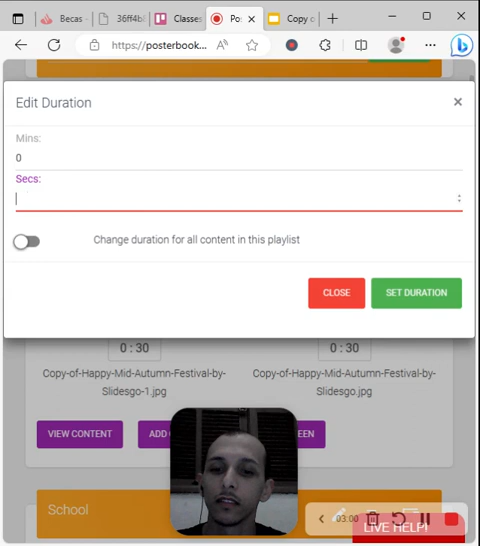 Becas -
36ff4b
Classes
Po
Copy o
https://posterbook...
Edit Duration
×
Mins:
0
Secs:
Change duration for all content in this playlist
CLOSE
SET DURATION
0 : 30
0 : 30
Copy-of-Happy-Mid-Autumn-Festival-by-
Slidesgo-1.jpg
Copy-of-Happy-Mid-Autumn-Festival-by-
Slidesgo.jpg
VIEW CONTENT
ADD
EEN
School
03:00
LIVE HELP!